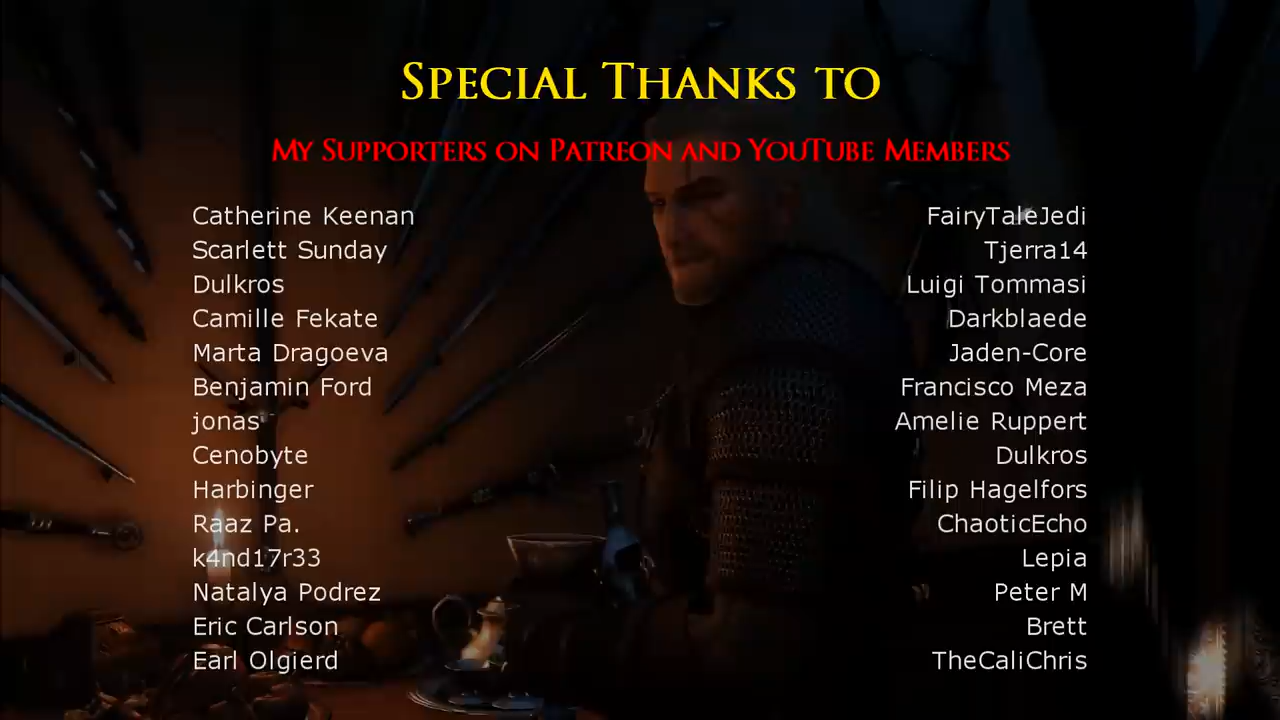 Special Thanks to
My Supporters on Patreon and YouTube Members
Catherine Keenan
Scarlett Sunday
Dulkros
Camille Fekate
Marta Dragoeva
Benjamin Ford
jonas
Cenobyte
Harbinger
Raaz Pa.
k4nd17r33
Natalya Podrez
Eric Carlson
Earl Olgierd
FairyTaleJedi
Tjerra14
Luigi Tommasi
Darkblaede
Jaden-Core
Francisco Meza
Amelie Ruppert
Dulkros
Filip Hagelfors
ChaoticEcho
Lepia
Peter M
Brett
TheCaliChris